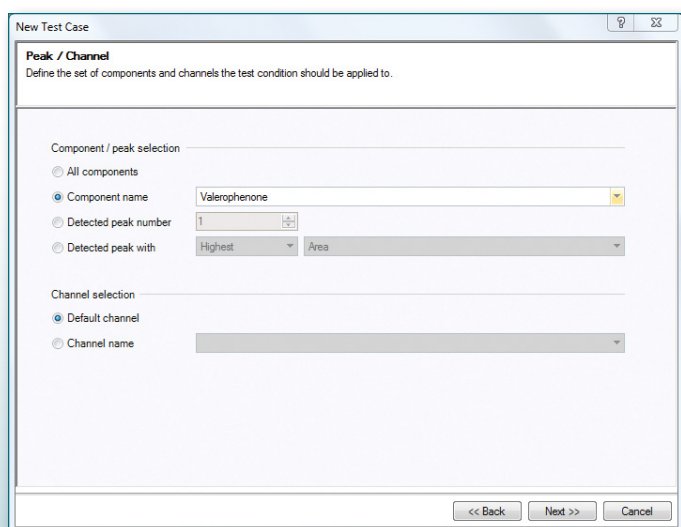 New Test Case
Peak / Channel
Define the set of components and channels the test condition should be applied to.
Component / peak selection
All components
Component name Valerophenone
Detected peak number 1
Detected peak with Highest Area
Channel selection
Default channel
Channel name
<< Back Next >> Cancel